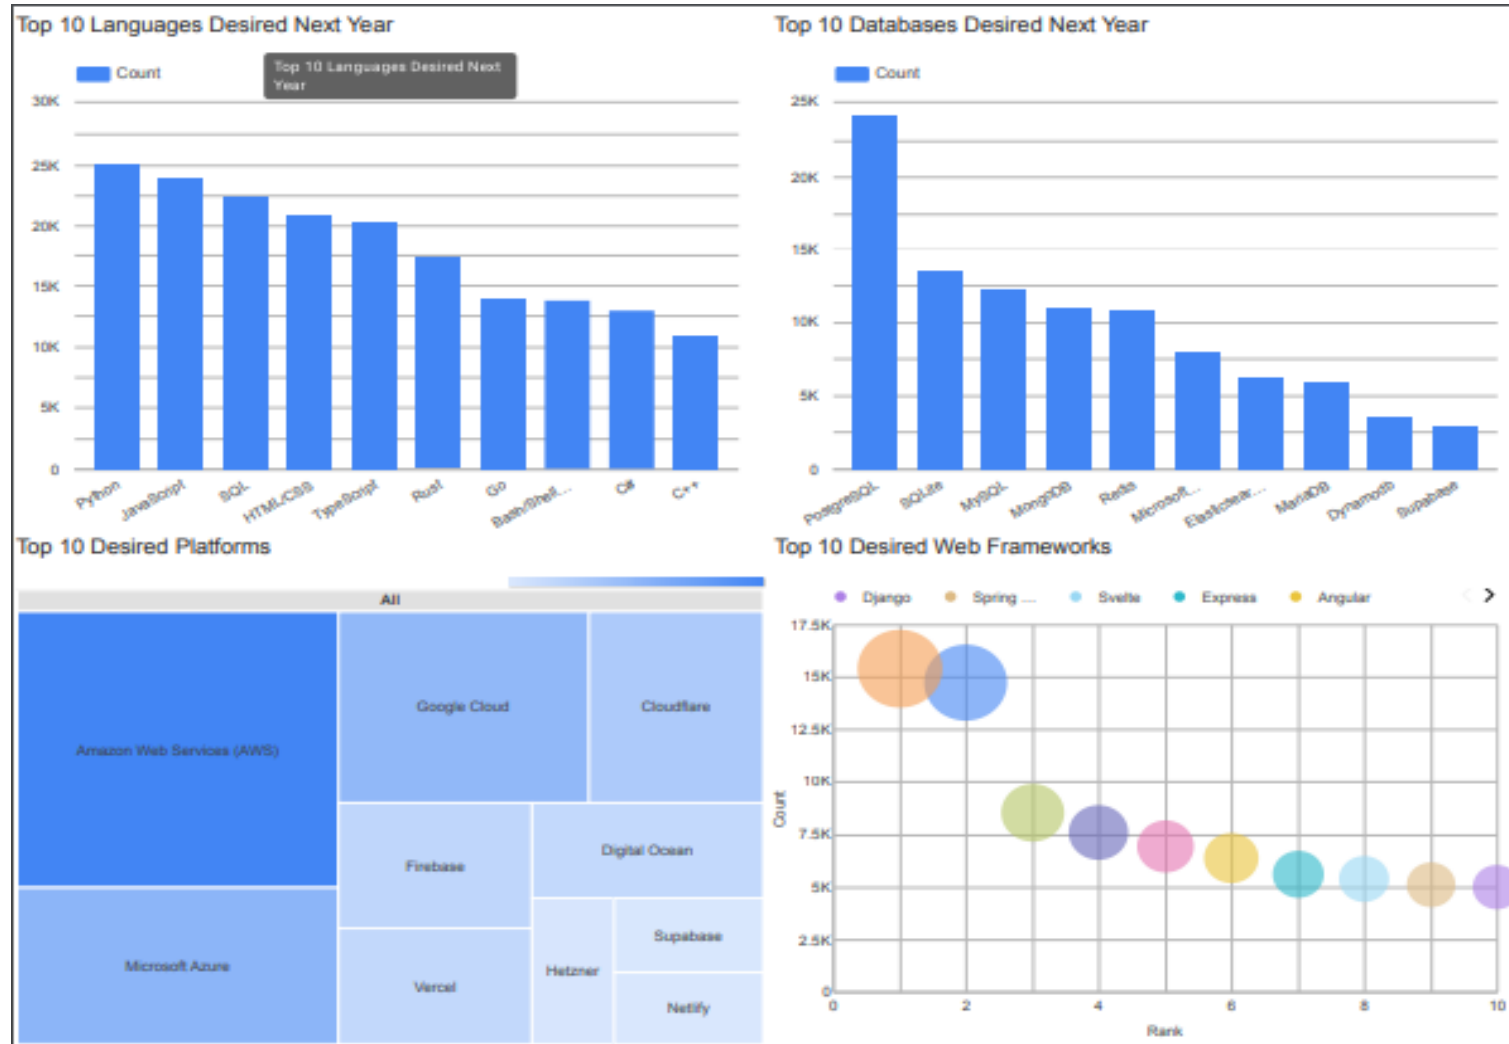 Top 10 Languages Desired Next Year
Count
Top 10 Languages Desired Next
Year
30K
25K
20K
15K
10K
5K
0
Python
JavaScript
SQL
HTML/CSS
TypeScript
Rust
Go
Bash/Shell...
C#
C++
Top 10 Databases Desired Next Year
Count
25K
20K
15K
10K
5K
0
PostgreSQL
SQLite
MySQL
MongoDB
Redis
Microsoft...
Elasticsear...
MariaDB
Dynamodb
Supabase
Top 10 Desired Platforms
All
Amazon Web Services (AWS)
Google Cloud
Cloudflare
Firebase
Digital Ocean
Microsoft Azure
Vercel
Hetzner
Supabase
Netlify
Top 10 Desired Web Frameworks
Django Spring ... Svelte Express Angular
17.5K
15K
12.5K
10K
7.5K
5K
2.5K
0
Count
0 2 4 6 8 10
Rank